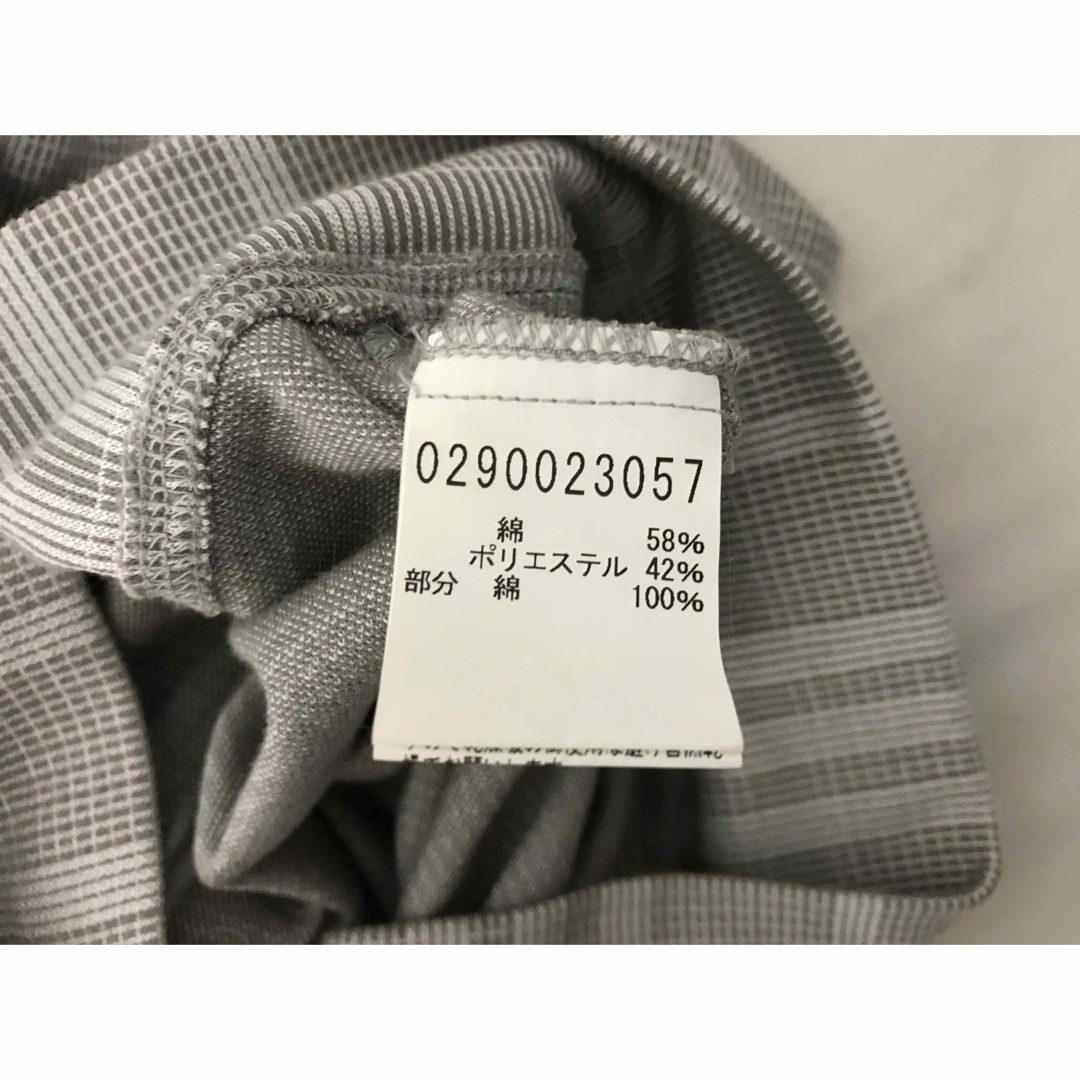 0290023057
綿 58%
ポリエステル 42%
部分 綿 100%